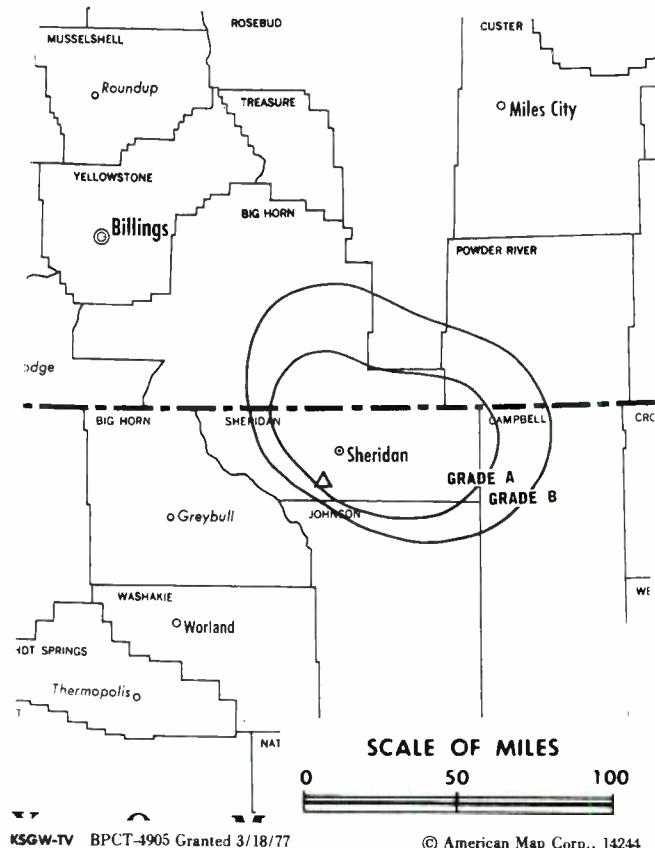 ROSEBUD
CUSTER
MUSSELSHELL
Roundup
TREASURE
Miles City
YELLOWSTONE
BIG HORN
Billings
POWDER RIVER
odge
BIG HORN
SHERIDAN
CAMPBELL
CRO
Sheridan
GRADE A
GRADE B
Greybull
JOHNSON
WASHAKIE
WE
Worland
HOT SPRINGS
Thermopolis
T
NAT
SCALE OF MILES
0 50 100
KSGW-TV BPCT-4905 Granted 3/18/77
© American Map Corp., 14244